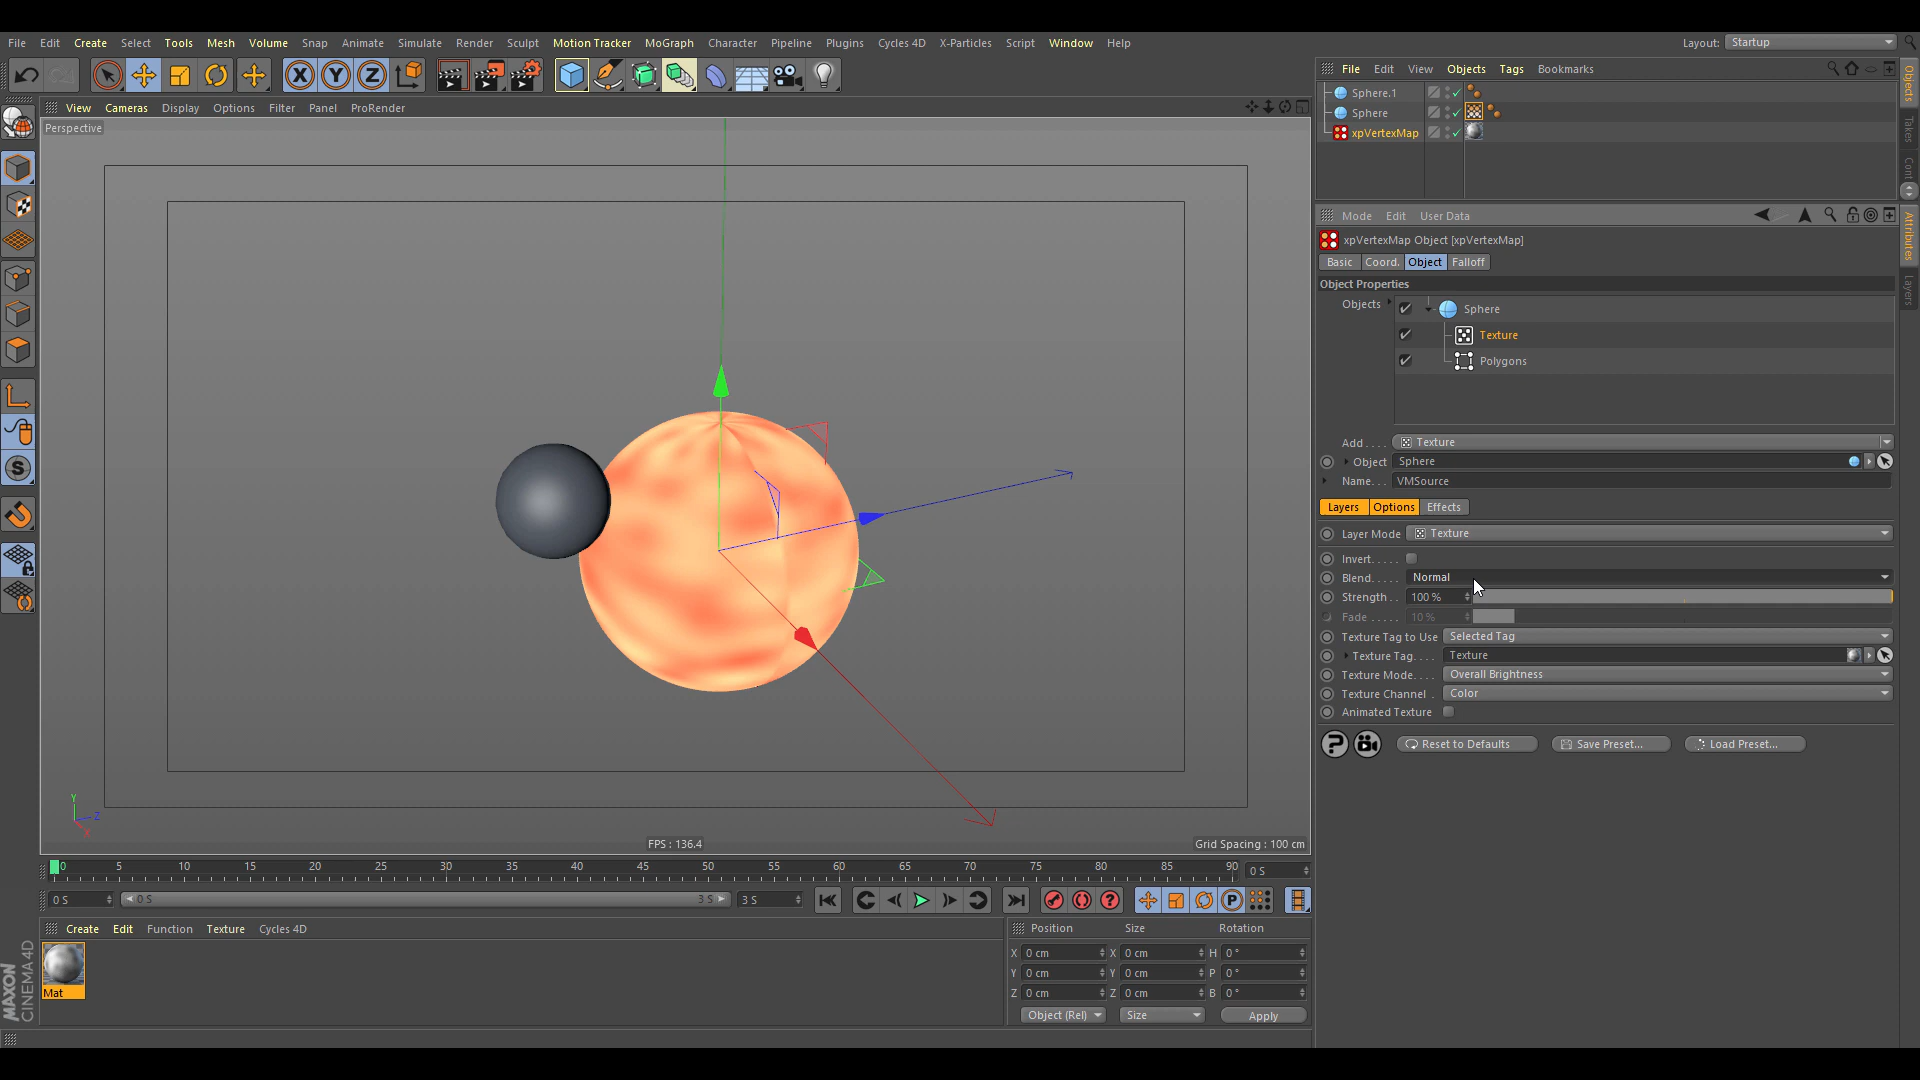 File Edit Create Select Tools Mesh Volume Snap Animate Simulate Render Sculpt Motion Tracker MoGraph Character Pipeline Plugins Cycles 4D X-Particles Script Window Help
Layout: Startup
X Y Z
View Cameras Display Options Filter Panel ProRender
Perspective
FPS : 136.4
Grid Spacing : 100 cm
Y
Z
X
0 5 10 15 20 25 30 35 40 45 50 55 60 65 70 75 80 85 90
0 S
0 S
0 S
3 S
3 S
P
Create Edit Function Texture Cycles 4D
Mat
MAXON
CINEMA 4D
Position Size Rotation
X 0 cm X 0 cm H 0 °
Y 0 cm Y 0 cm P 0 °
Z 0 cm Z 0 cm B 0 °
Object (Rel) Size Apply
File Edit View Objects Tags Bookmarks
Sphere.1
Sphere
xpVertexMap
Objects
Takes
Cont
Mode Edit User Data
Attributes
Layers
xpVertexMap Object [xpVertexMap]
Basic Coord. Object Falloff
Object Properties
Objects
Sphere
Texture
Polygons
Add . . . . Texture
Object Sphere
Name. . . VMSource
Layers Options Effects
Layer Mode Texture
Invert. . . . .
Blend. . . . . Normal
Strength . . 100 %
Fade . . . . . 10 %
Texture Tag to Use Selected Tag
Texture Tag. . . . Texture
Texture Mode. . . . Overall Brightness
Texture Channel . Color
Animated Texture
? Reset to Defaults Save Preset... Load Preset...